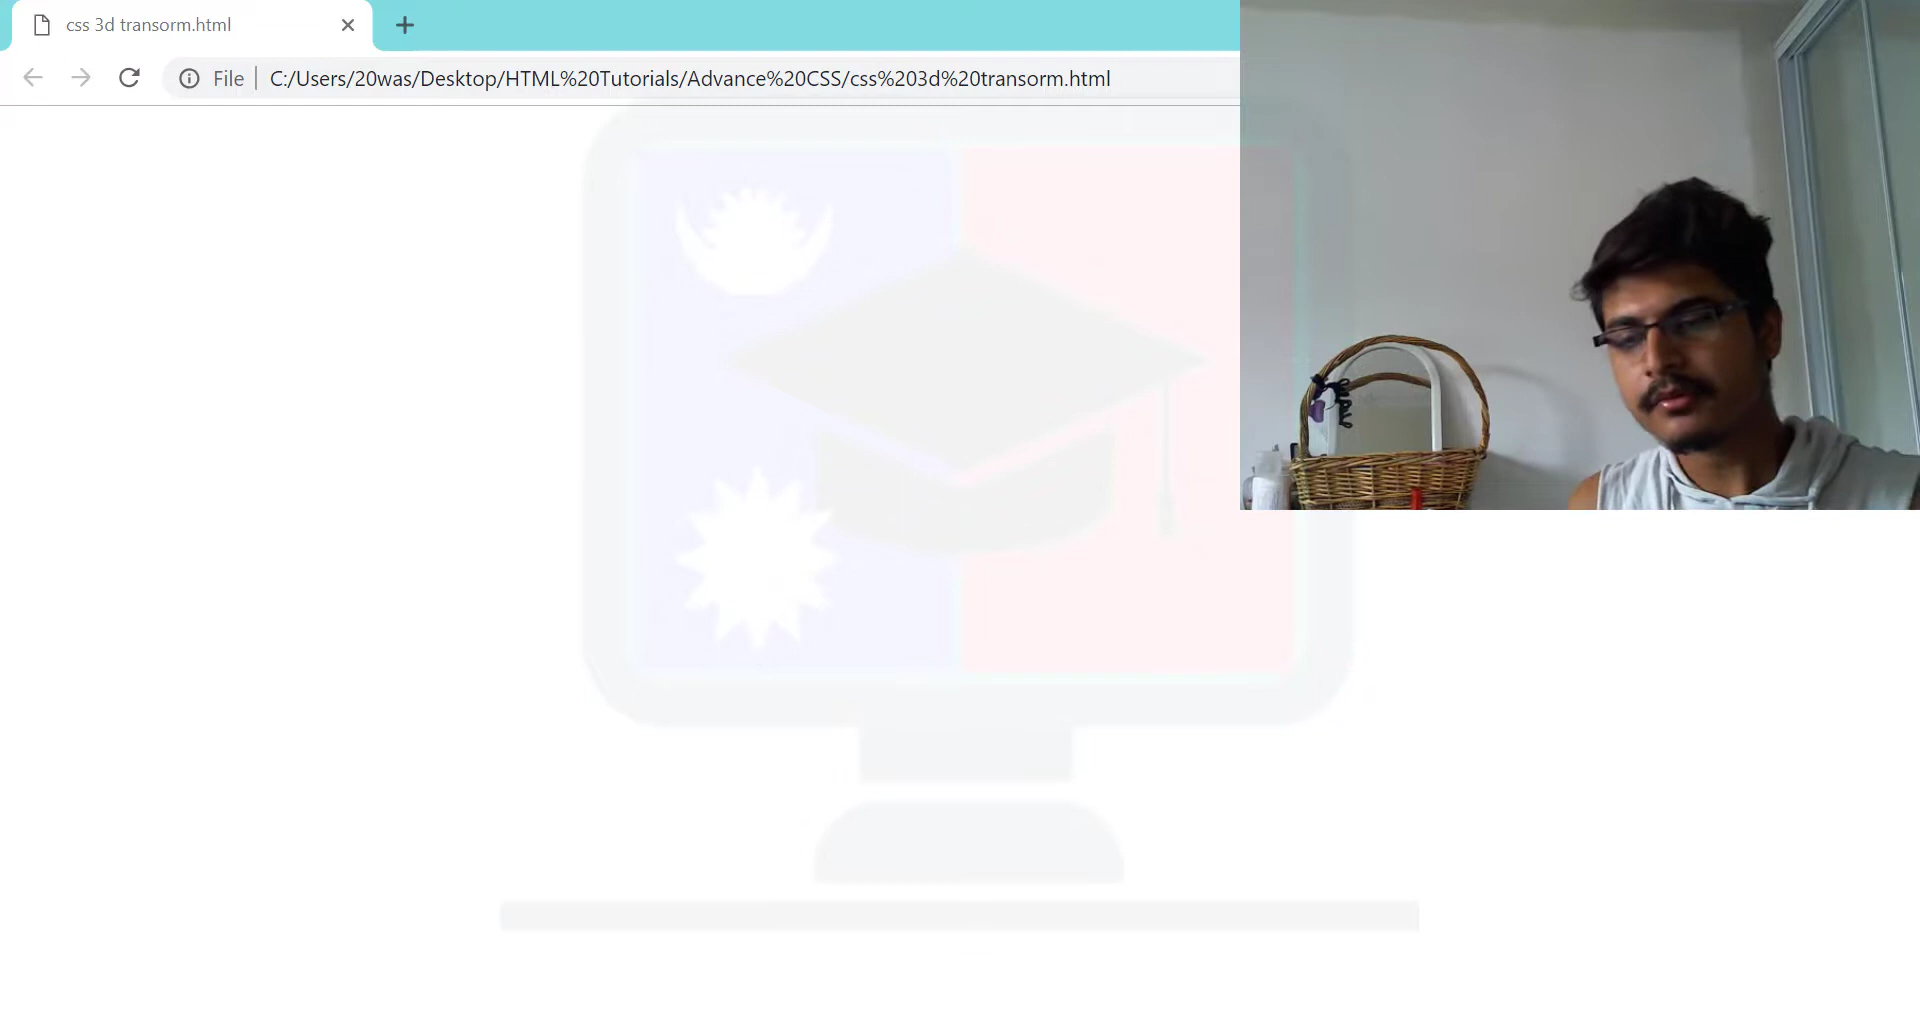 css 3d transorm.html
File
C:/Users/20was/Desktop/HTML%20Tutorials/Advance%20CSS/css%203d%20transorm.html